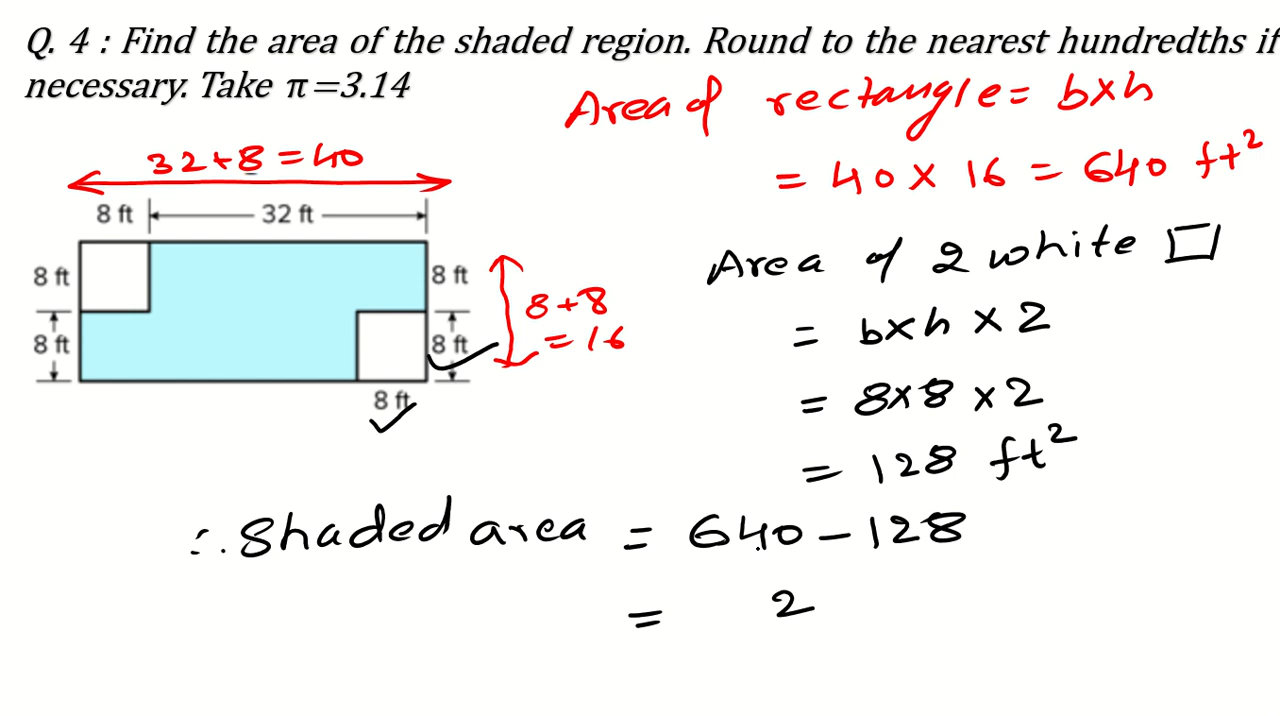 Q. 4 : Find the area of the shaded region. Round to the nearest hundredths if
necessary. Take π=3.14
Area of rectangle = b×h
= 40 × 16 = 640 ft²
32+8=40
8 ft 32 ft
8 ft
8 ft
8 ft
8 ft
8 ft
8+8
= 16
Area of 2 white □
= b×h × 2
= 8×8 × 2
= 128 ft²
∴ Shaded area = 640 – 128
= 2